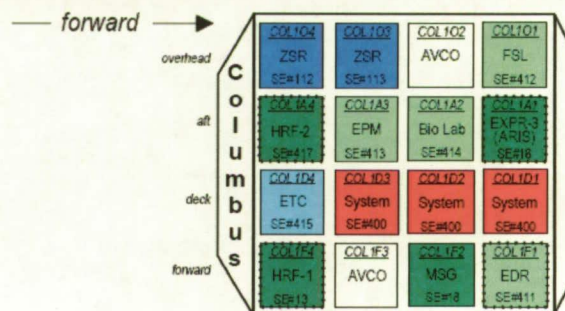 forward
Columbus
overhead
COL1O4 COL1O3 COL1O2 COL1O1
ZSR ZSR AVCO FSL
SE#112 SE#113 SE#412
aft
COL1A4 COL1A3 COL1A2 COL1A1
HRF-2 EPM Bio Lab EXPR-3
(ARIS)
SE#417 SE#413 SE#414 SE#16
deck
COL1D4 COL1D3 COL1D2 COL1D1
ETC System System System
SE#415 SE#400 SE#400 SE#400
forward
COL1F4 COL1F3 COL1F2 COL1F1
HRF-1 AVCO MSG EDR
SE#13 SE#18 SE#411